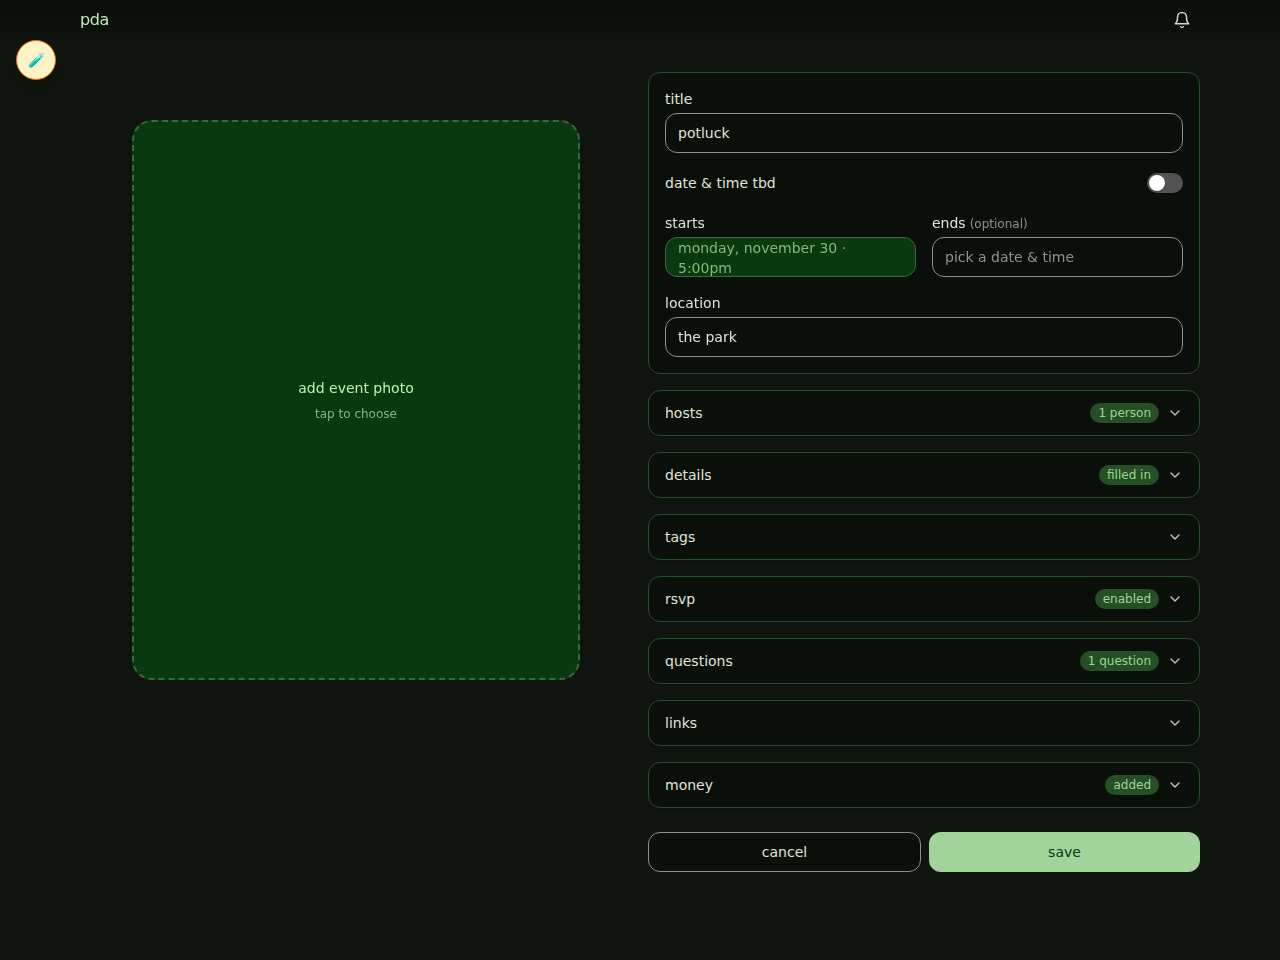 pda
add event photo
tap to choose
title
potluck
date & time tbd
starts
monday, november 30 ·
5:00pm
ends (optional)
pick a date & time
location
the park
hosts
1 person
details
filled in
tags
rsvp
enabled
questions
1 question
links
money
added
cancel
save